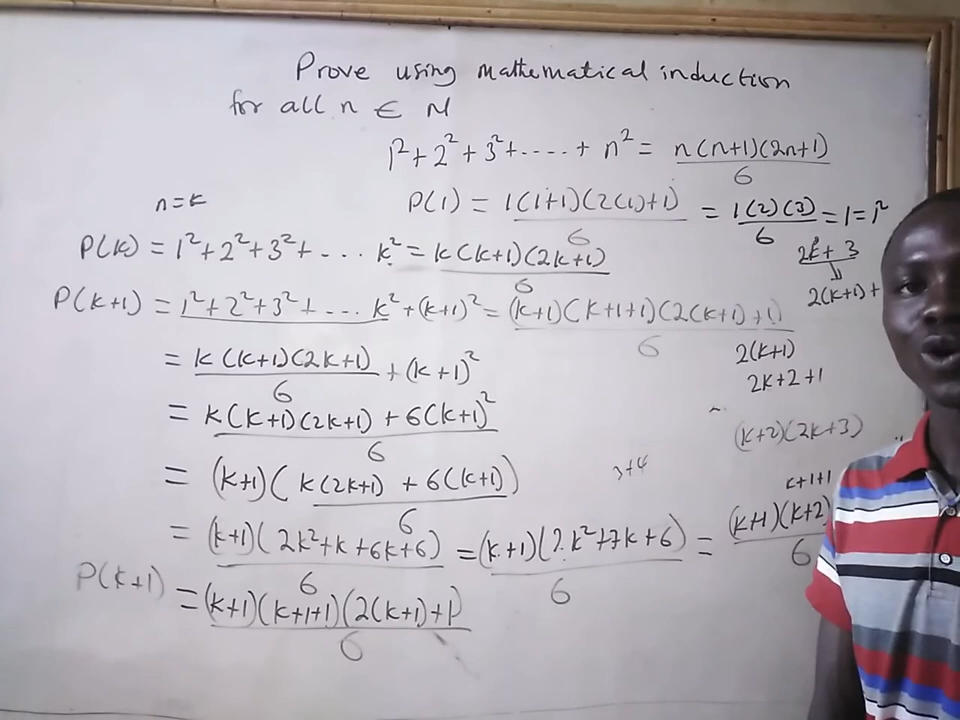 Prove using mathematical induction
for all n ∈ N
1² + 2² + 3² + ..... + n² = n(n+1)(2n+1)/6
P(1) = 1(1+1)(2(1)+1)/6 = 1(2)(3)/6 = 1 = 1²
n = k
P(k) = 1² + 2² + 3² + ... k² = k(k+1)(2k+1)/6
2k + 3
2(k+1) +
P(k+1) = 1² + 2² + 3² + ... k² + (k+1)² = (k+1)(k+1+1)(2(k+1)+1)/6
2(k+1)
2k+2+1
= k(k+1)(2k+1)/6 + (k+1)²
= k(k+1)(2k+1) + 6(k+1)²/6
(k+2)(2k+3)
= (k+1)(k(2k+1) + 6(k+1))/6
3+4
k+1+1
= (k+1)(2k²+k+6k+6)/6 = (k+1)(2k²+7k+6)/6 = (k+1)(k+2)/6
P(k+1) = (k+1)(k+1+1)(2(k+1)+1)/6